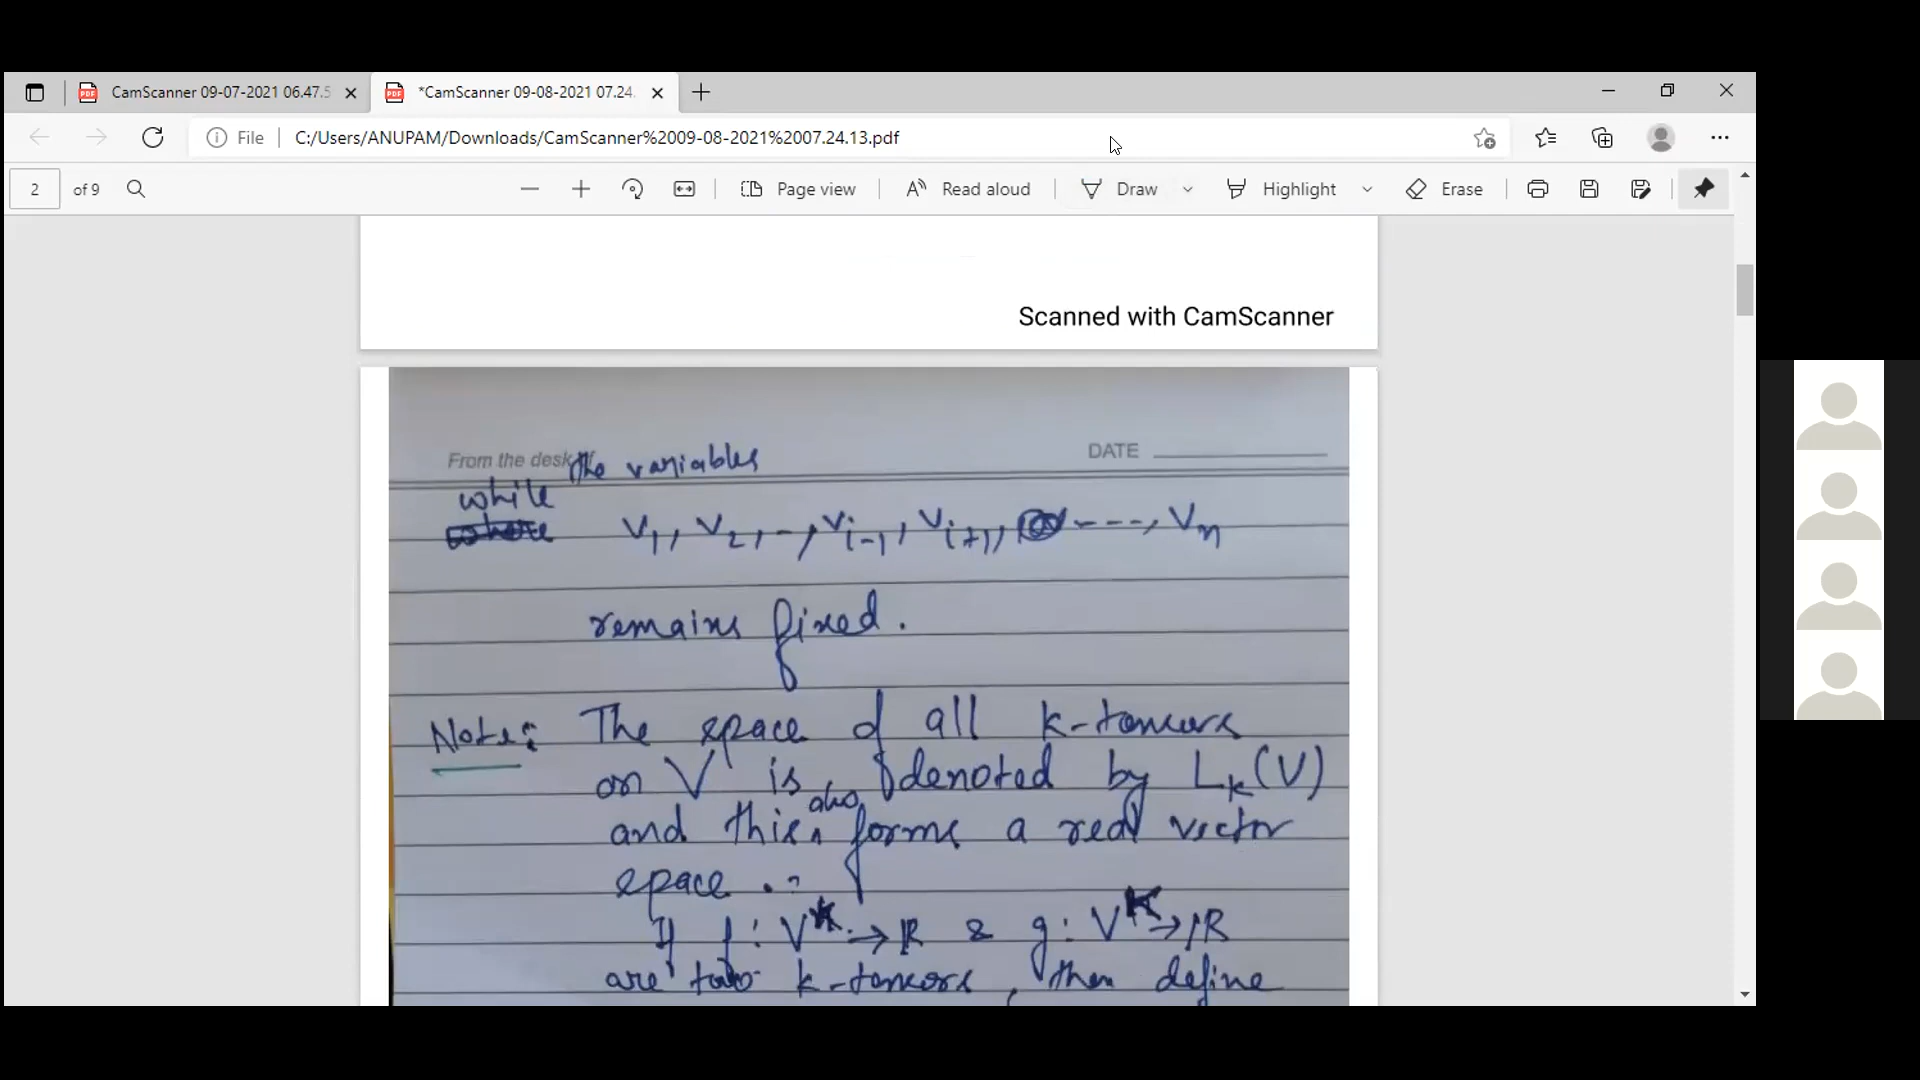 CamScanner 09-07-2021 06.47.5
*CamScanner 09-08-2021 07.24.
File
C:/Users/ANUPAM/Downloads/CamScanner%2009-08-2021%2007.24.13.pdf
2 of 9
Page view
Read aloud
Draw
Highlight
Erase
Scanned with CamScanner
From the desk of
DATE
the variables
while
where V1, V2, -, Vi-1, Vi+1, ----, Vn
remains fixed.
Note: The space of all k-tensors
on V is denoted by Lk(V)
also
and this ∧ forms a real vector
space ∵
If f: V^k → R & g: V^k → R
are two k-tensors, then define